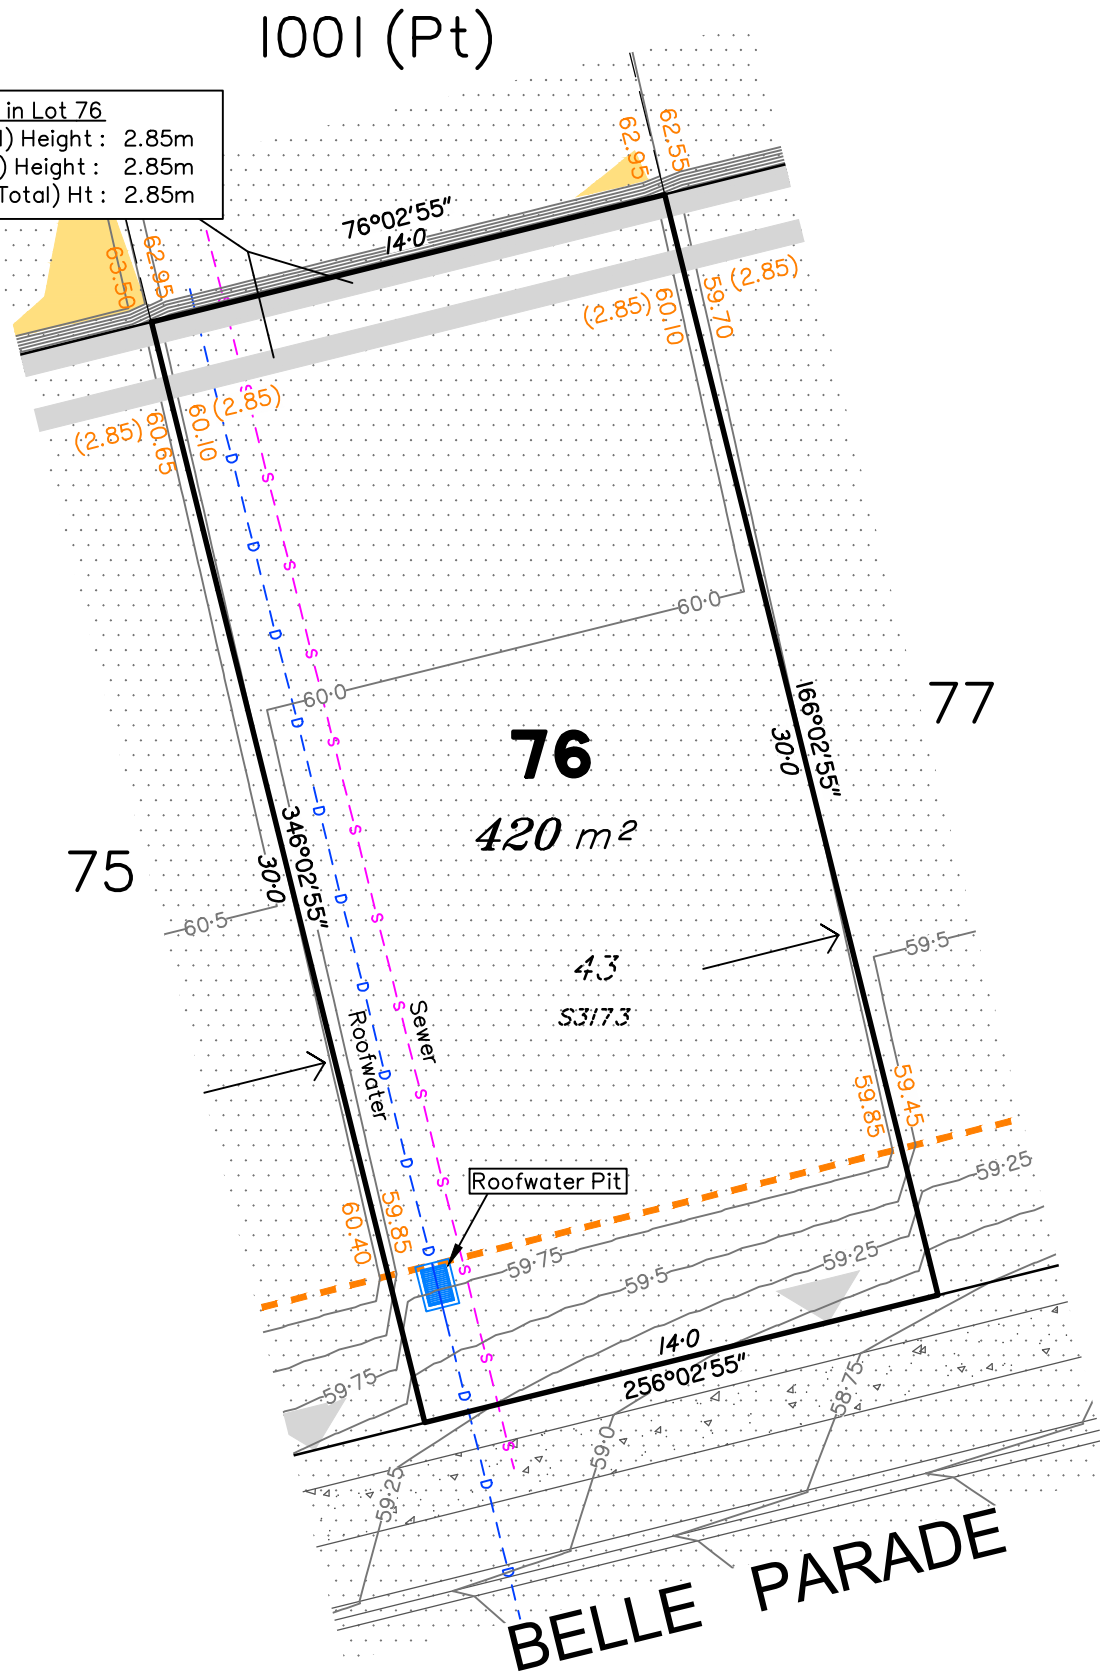 1001 (Pt)
in Lot 76
) Height : 2.85m
) Height : 2.85m
Total) Ht : 2.85m
62.95
62.55
76°02'55"
14·0
63.50
62.95
(2.85)
60.10
59.70
(2.85)
(2.85)
60.65
60.10
(2.85)
S
D
S
D
S
D
S
60·0
60·0
D
S
76
420 m²
77
166°02'55"
30·0
75
346°02'55"
30·0
D
S
D
S
60·5
59·5
43
S3173
D
S
Roofwater
Sewer
D
S
59.85
59.45
D
S
Roofwater Pit
59·25
60.40
59.85
D
S
59·75
59·5
59·25
14·0
256°02'55"
S
D
59·75
58·75
59·0
S
D
59·25
D
BELLE PARADE